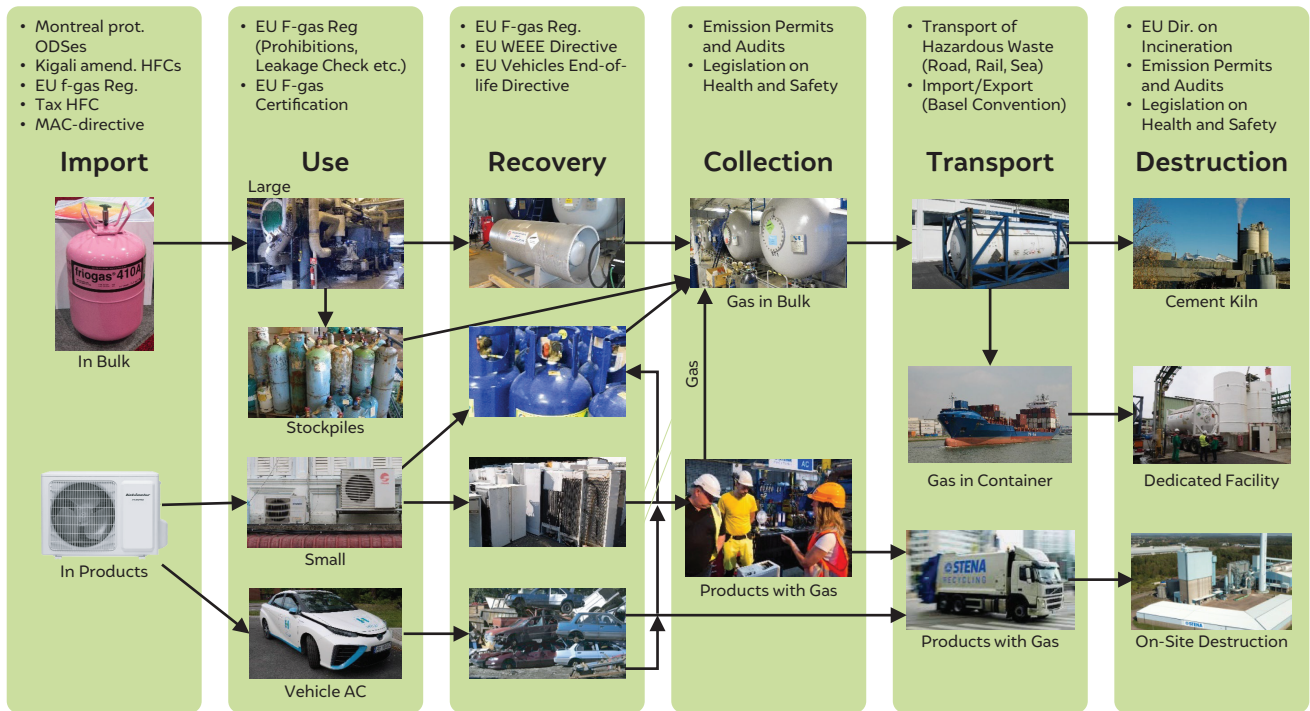 • Montreal prot.
ODSes
• Kigali amend. HFCs
• EU f-gas Reg.
• Tax HFC
• MAC-directive
Import
friogas® 410A
In Bulk
In Products
• EU F-gas Reg
(Prohibitions,
Leakage Check etc.)
• EU F-gas
Certification
Use
Large
Stockpiles
Small
Vehicle AC
• EU F-gas Reg.
• EU WEEE Directive
• EU Vehicles End-of-
life Directive
Recovery
• Emission Permits
and Audits
• Legislation on
Health and Safety
Collection
Gas in Bulk
Gas
AC
Products with Gas
• Transport of
Hazardous Waste
(Road, Rail, Sea)
• Import/Export
(Basel Convention)
Transport
Gas in Container
STENA
RECYCLING
Products with Gas
• EU Dir. on
Incineration
• Emission Permits
and Audits
• Legislation on
Health and Safety
Destruction
Cement Kiln
Dedicated Facility
STENA
On-Site Destruction